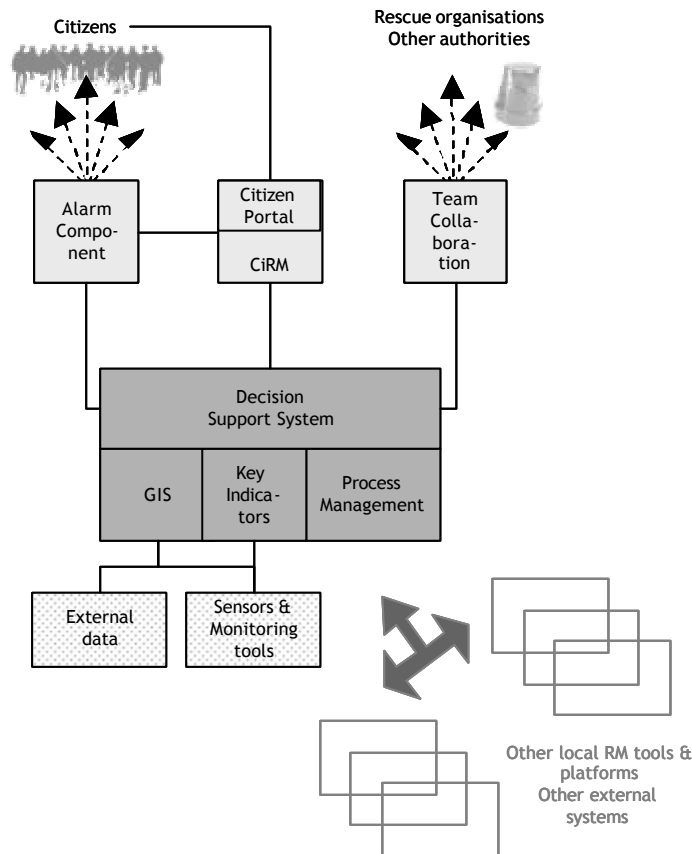 Citizens
Rescue organisations
Other authorities
Alarm
Compo-
nent
Citizen
Portal
CiRM
Team
Colla-
bora-
tion
Decision
Support System
GIS
Key
Indica-
tors
Process
Management
External
data
Sensors &
Monitoring
tools
Other local RM tools &
platforms
Other external
systems